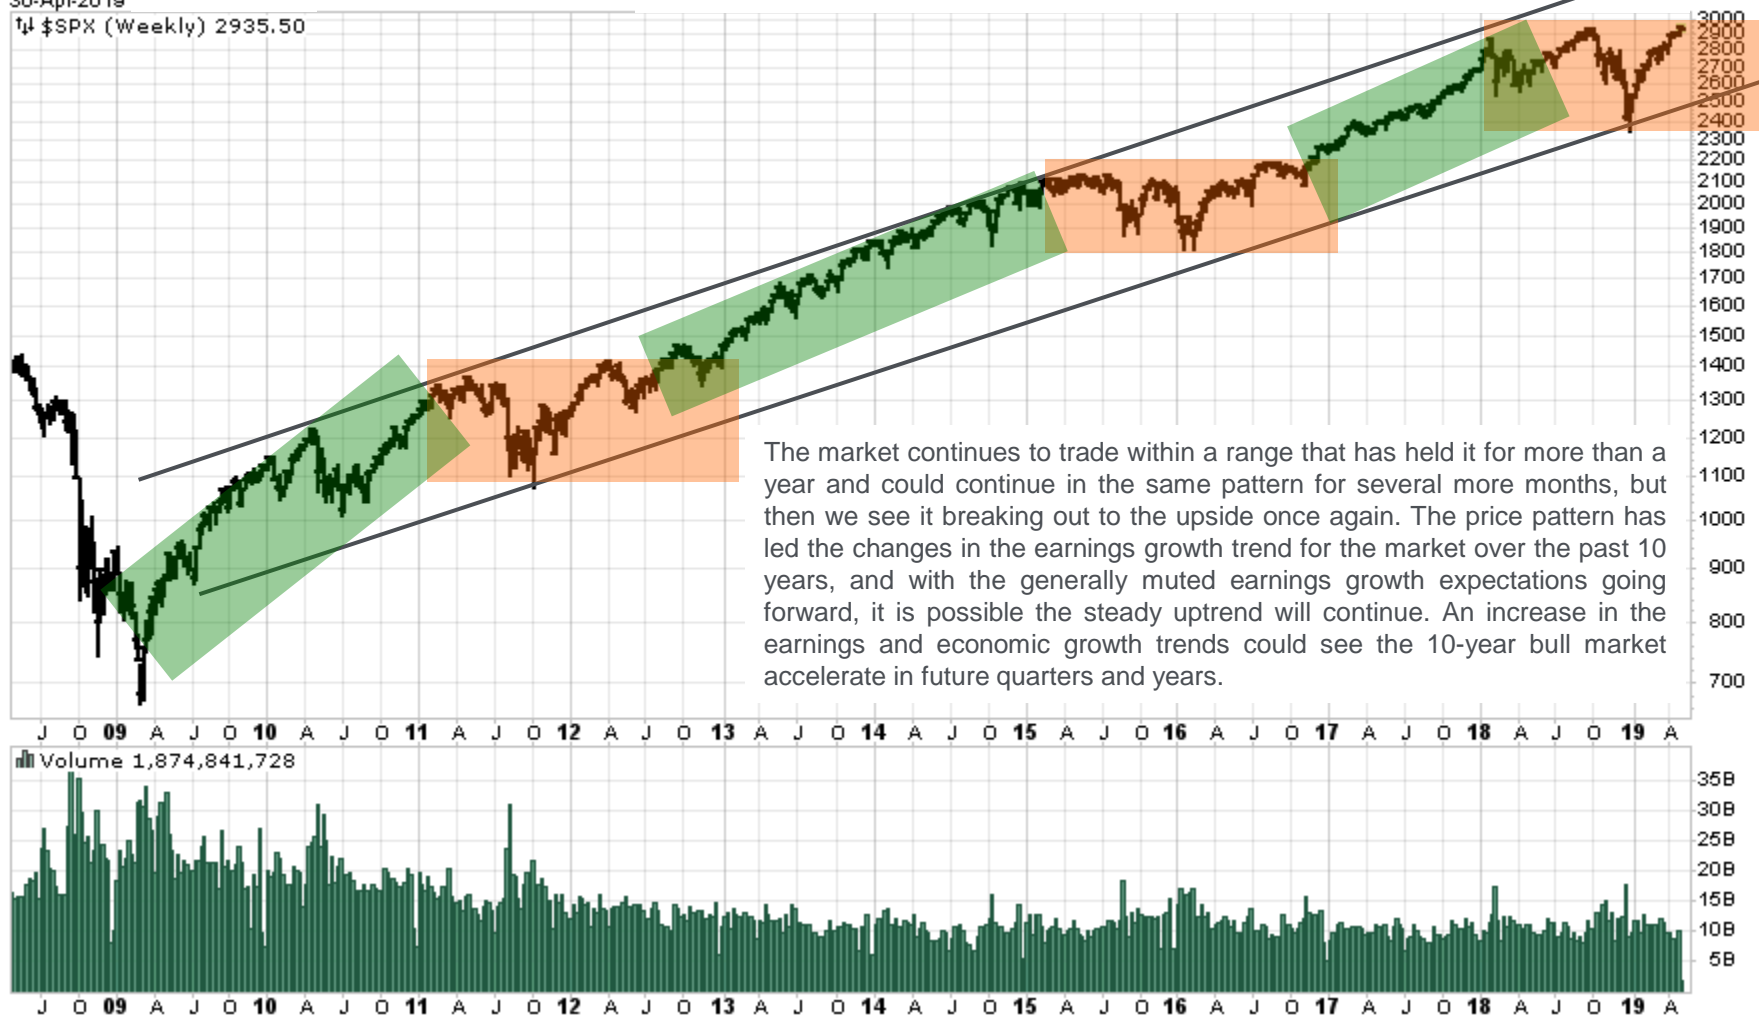 30-Apr-2019
$SPX (Weekly) 2935.50
3000
2900
2800
2700
2600
2500
2400
2300
2200
2100
2000
1900
1800
1700
1600
1500
1400
1300
1200
1100
1000
900
800
700
The market continues to trade within a range that has held it for more than a
year and could continue in the same pattern for several more months, but
then we see it breaking out to the upside once again. The price pattern has
led the changes in the earnings growth trend for the market over the past 10
years, and with the generally muted earnings growth expectations going
forward, it is possible the steady uptrend will continue. An increase in the
earnings and economic growth trends could see the 10-year bull market
accelerate in future quarters and years.
J O 09 A J O 10 A J O 11 A J O 12 A J O 13 A J O 14 A J O 15 A J O 16 A J O 17 A J O 18 A J O 19 A
Volume 1,874,841,728
35B
30B
25B
20B
15B
10B
5B
J O 09 A J O 10 A J O 11 A J O 12 A J O 13 A J O 14 A J O 15 A J O 16 A J O 17 A J O 18 A J O 19 A